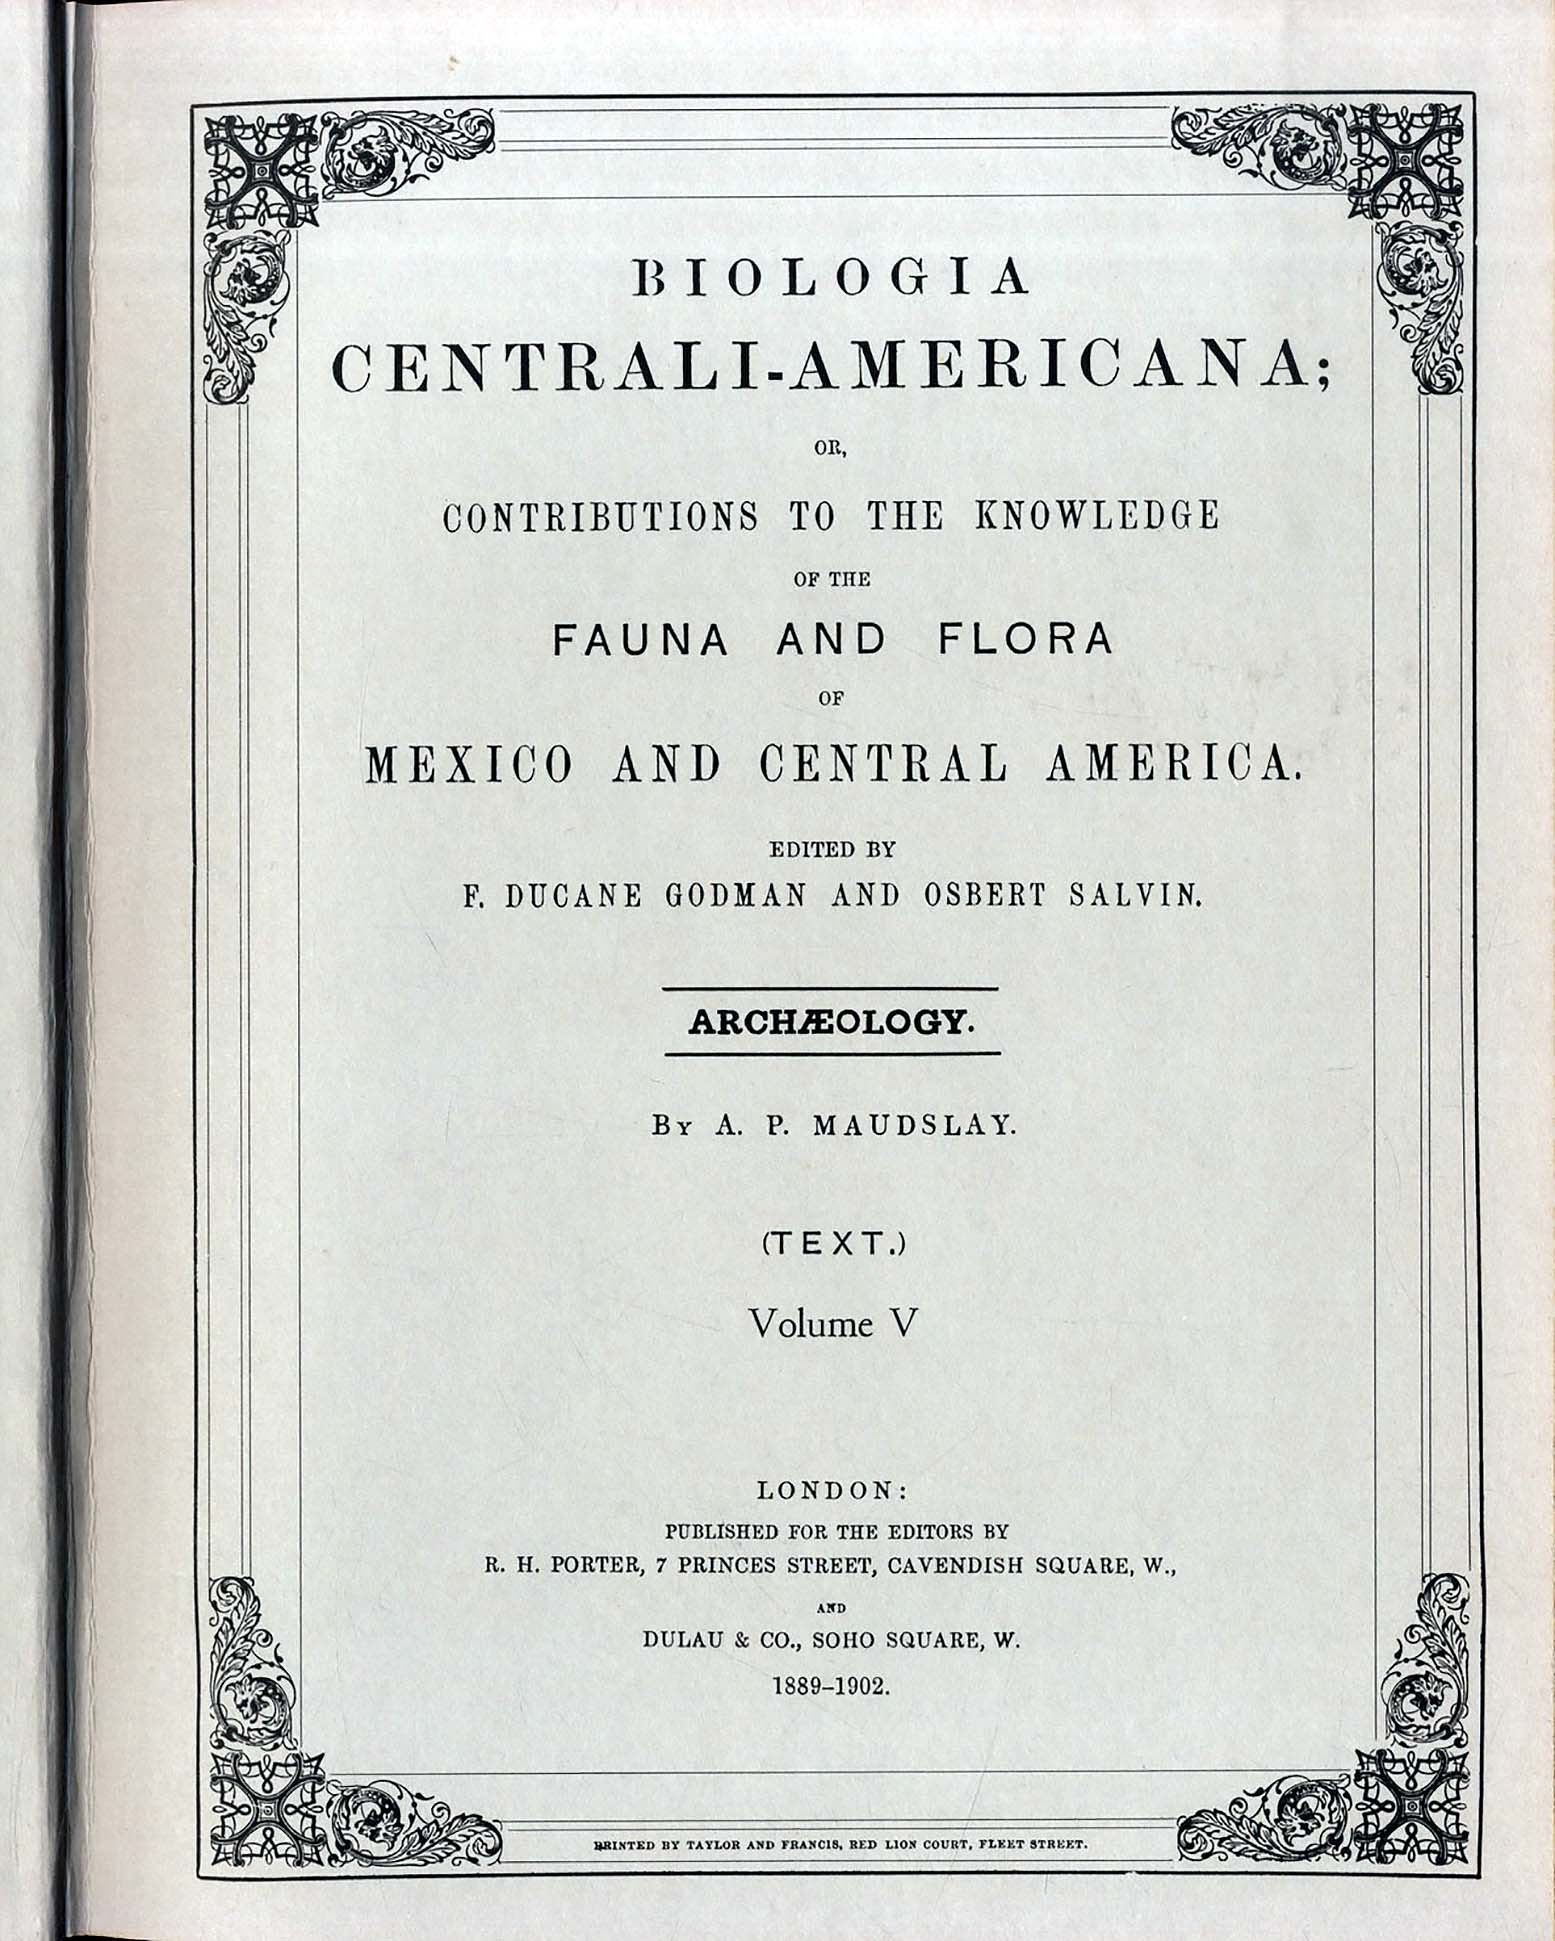 BIOLOGIA
CENTRALI-AMERICANA;
OR,
CONTRIBUTIONS TO THE KNOWLEDGE
OF THE
FAUNA AND FLORA
OF
MEXICO AND CENTRAL AMERICA.
EDITED BY
F. DUCANE GODMAN AND OSBERT SALVIN.
ARCHÆOLOGY.
By A. P. MAUDSLAY.
(TEXT.)
Volume V
LONDON:
PUBLISHED FOR THE EDITORS BY
R. H. PORTER, 7 PRINCES STREET, CAVENDISH SQUARE, W.,
AND
DULAU & CO., SOHO SQUARE, W.
1889–1902.
PRINTED BY TAYLOR AND FRANCIS, RED LION COURT, FLEET STREET.